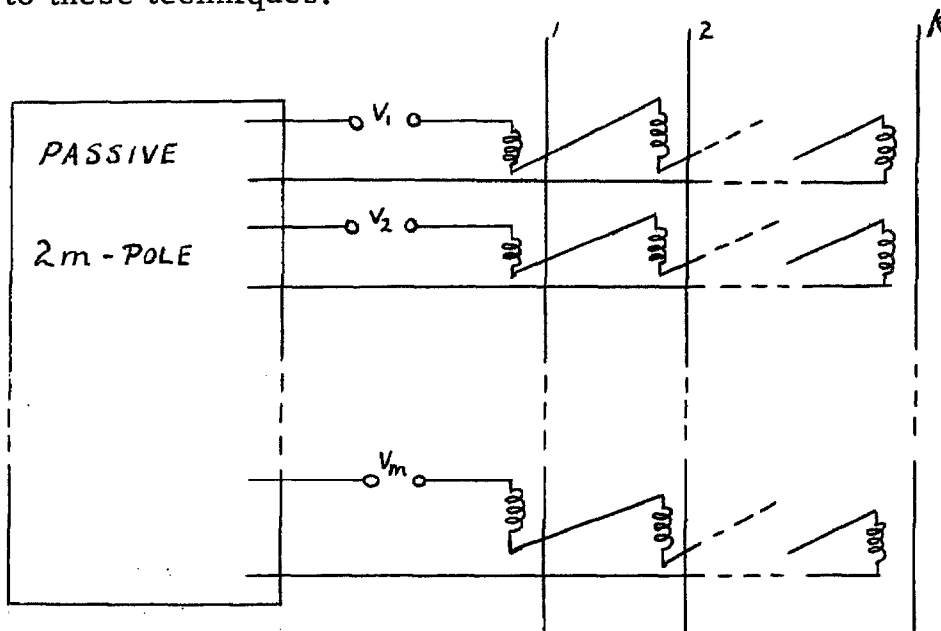 to these techniques.
1 2 K
V₁
PASSIVE
V₂
2m-POLE
Vₘ